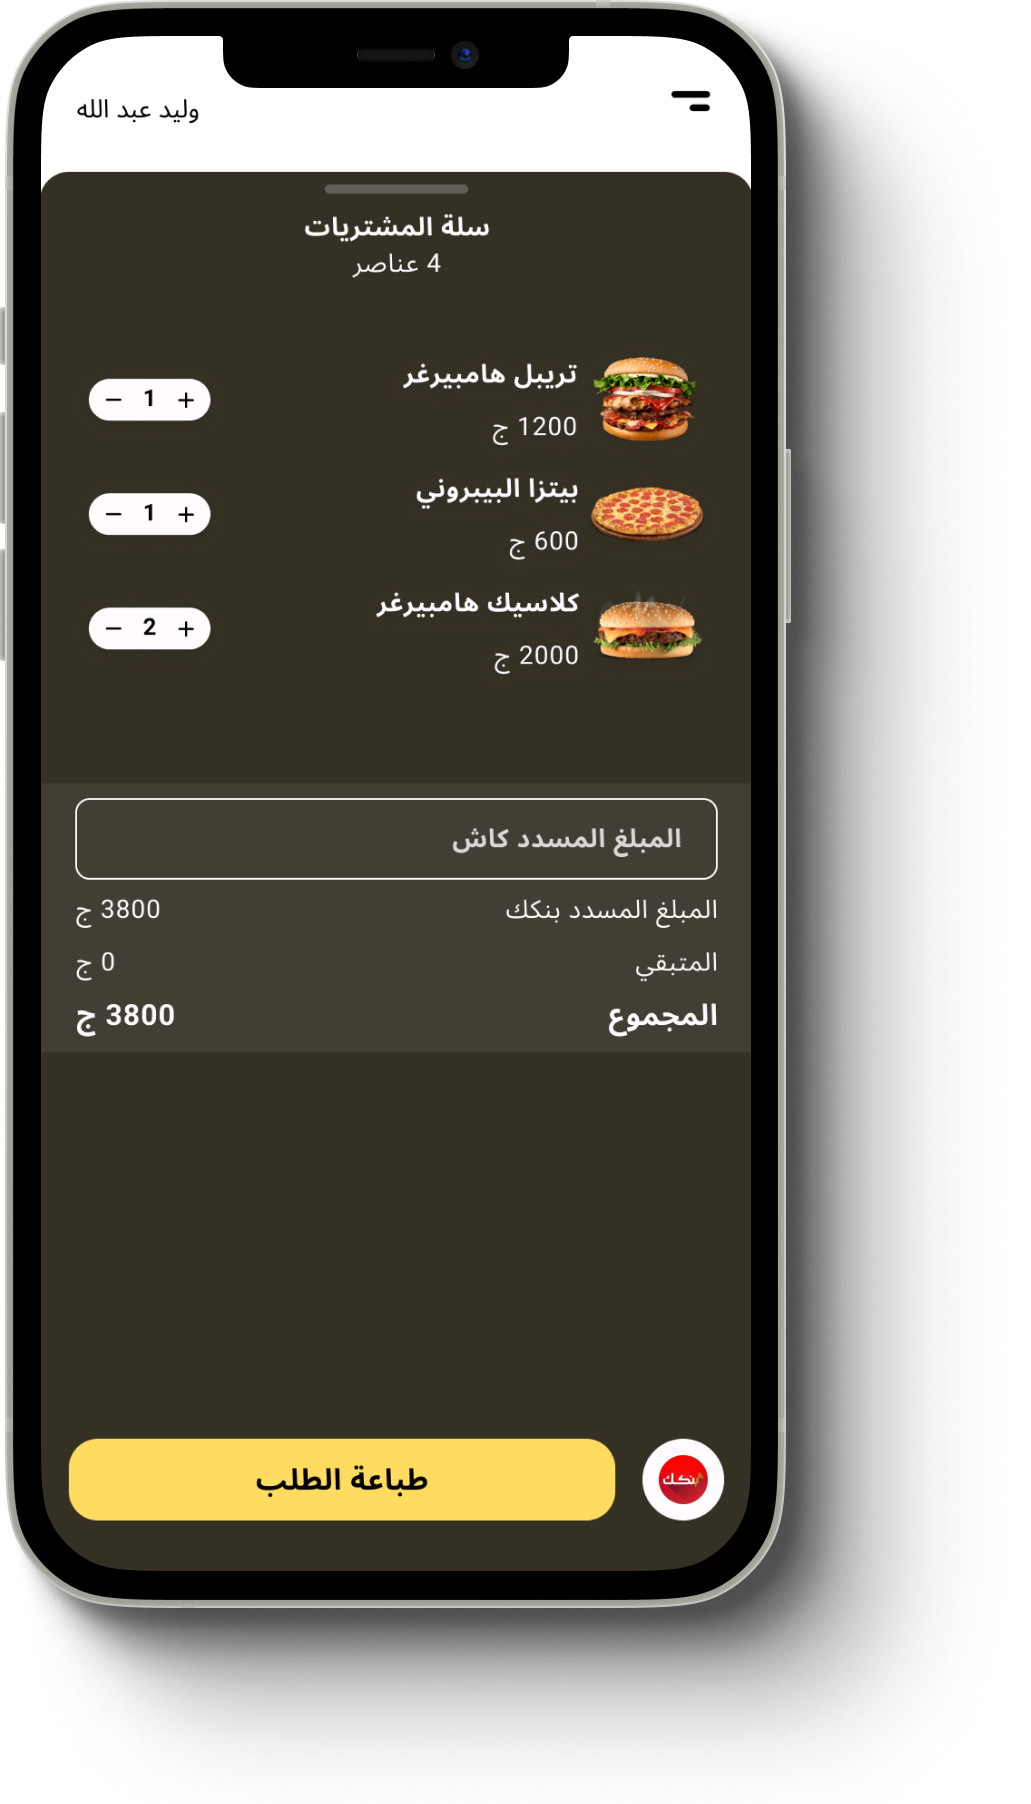 وليد عبد الله
سلة المشتريات
4 عناصر
تريبل هامبيرغر
1200 ج
1
بيتزا البيبروني
600 ج
1
كلاسيك هامبيرغر
2000 ج
2
المبلغ المسدد كاش
المبلغ المسدد بنكك 3800 ج
المتبقي 0 ج
المجموع 3800 ج
بنكك
طباعة الطلب